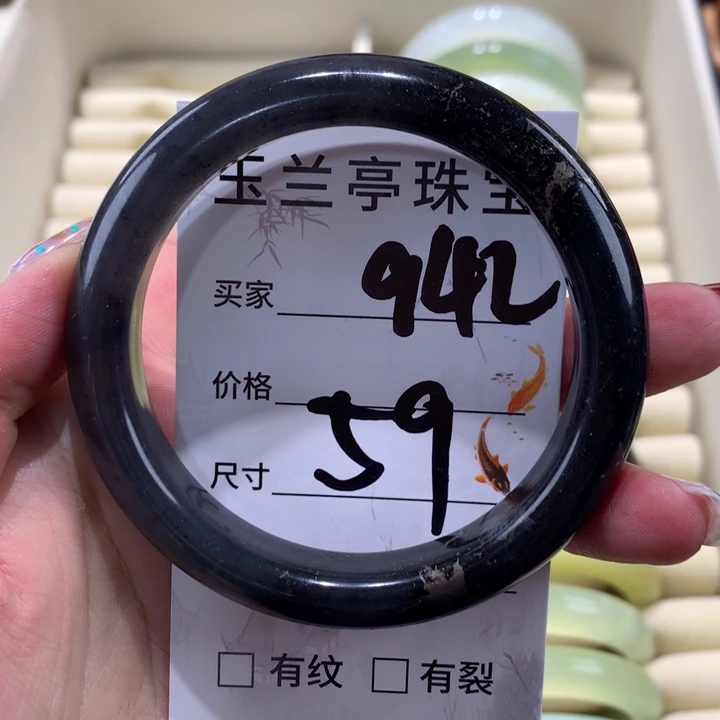 玉兰亭珠宝
买家 942
价格
尺寸 59
□ 有纹 □ 有裂